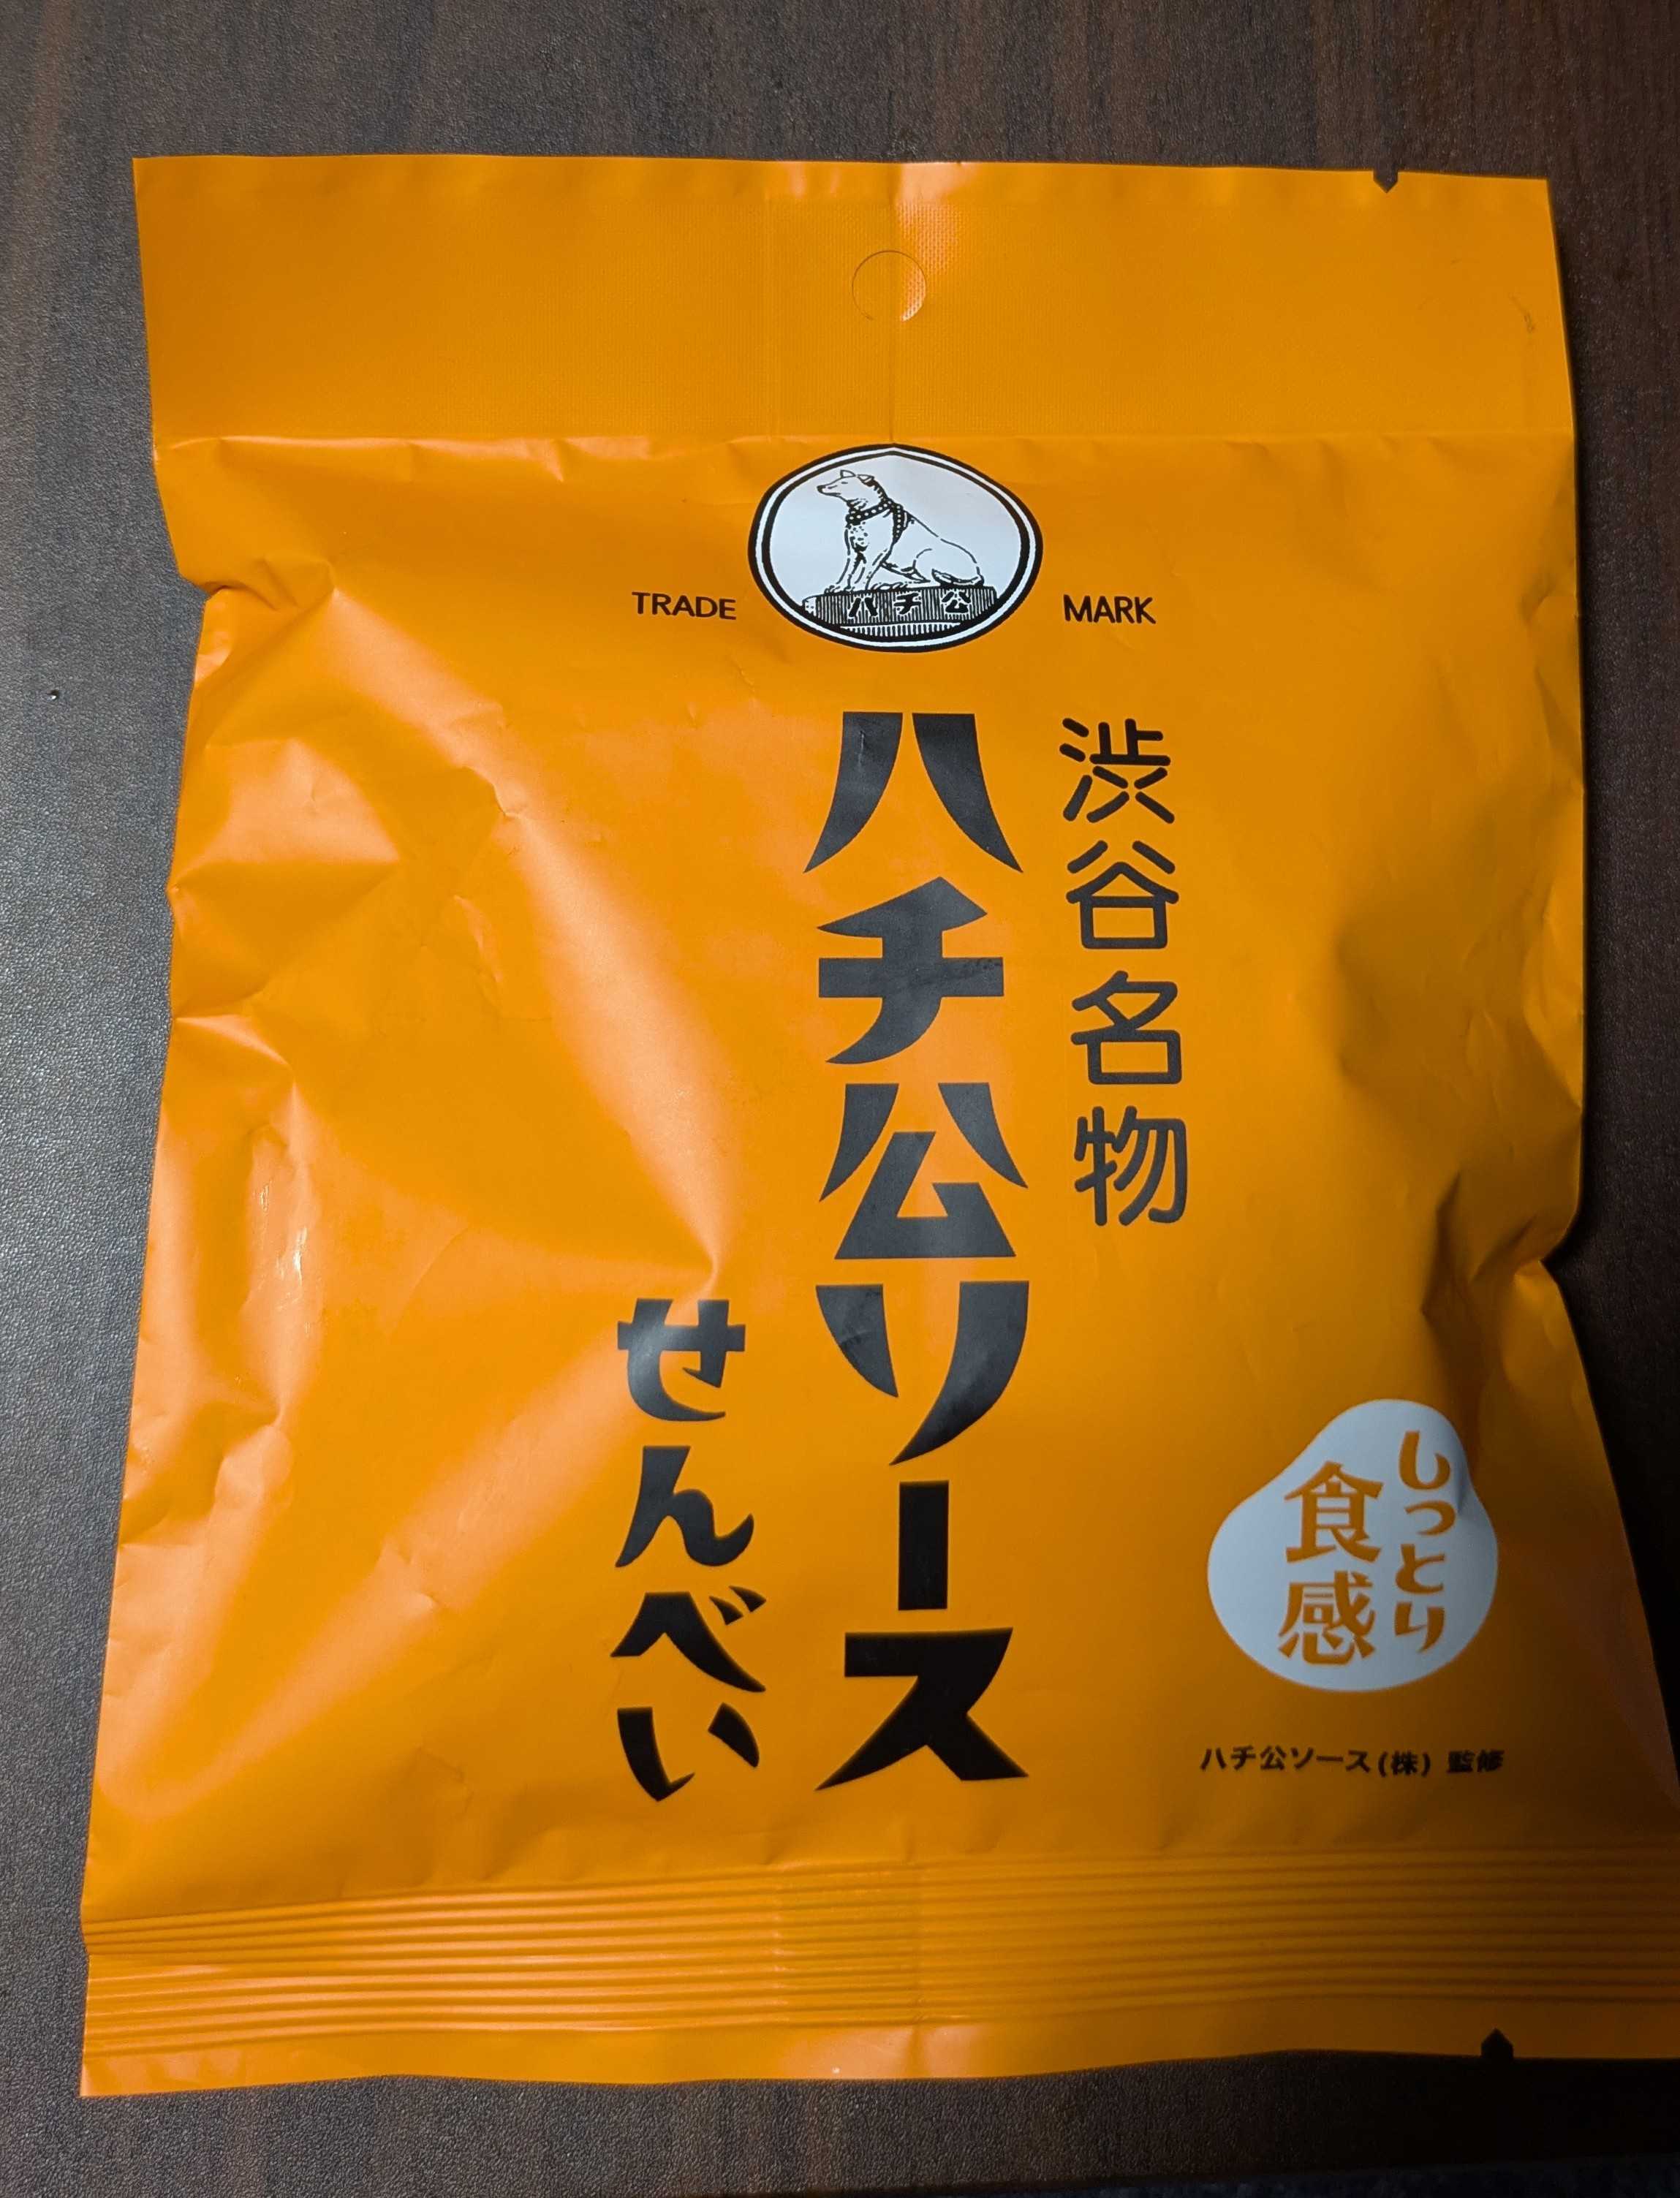 TRADE
ハチ公
MARK
渋谷名物
ハチ公ソース
せんべい
しっとり
食感
ハチ公ソース(株) 監修